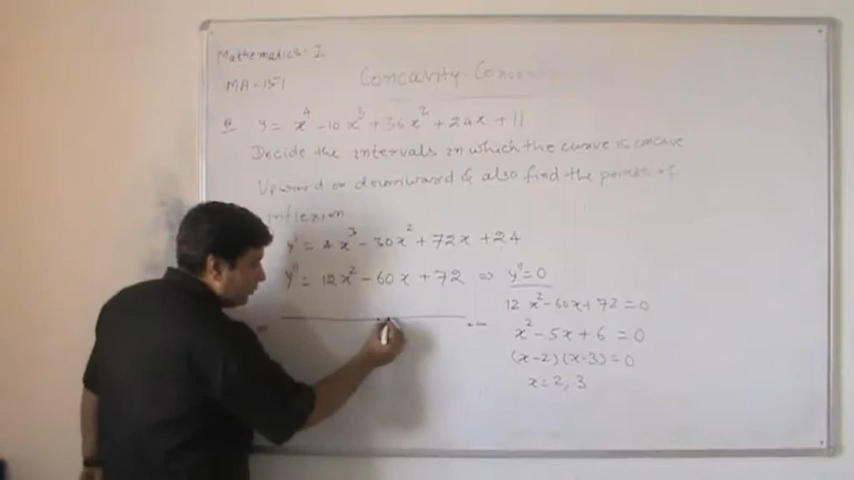 Mathematics-I
MA-151
Concavity-Conve
Q y = x⁴ - 10x³ + 36x² + 24x + 11
Decide the intervals in which the curve is concave
Upward or downward & also find the points of
inflexion
y' = 4x³ - 30x² + 72x + 24
y'' = 12x² - 60x + 72 ⇒ y'' = 0
12x² - 60x + 72 = 0
x² - 5x + 6 = 0
(x-2)(x-3) = 0
x = 2, 3